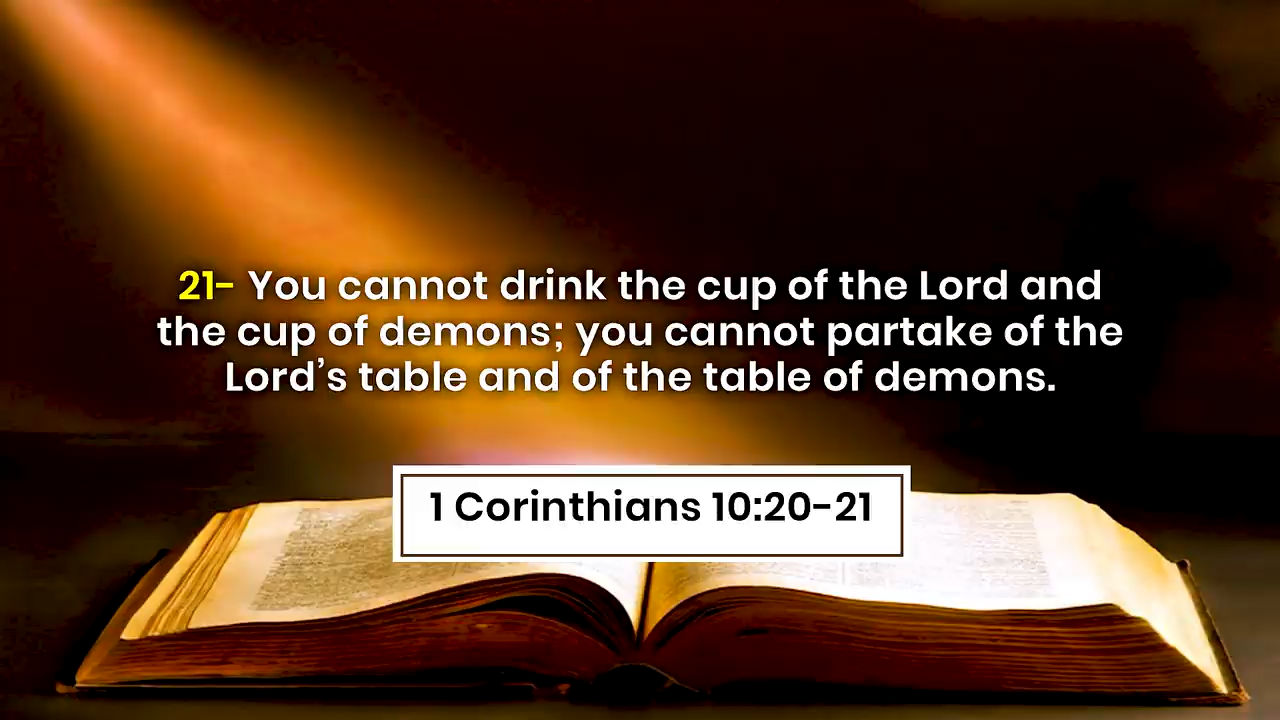 21- You cannot drink the cup of the Lord and
the cup of demons; you cannot partake of the
Lord’s table and of the table of demons.
1 Corinthians 10:20-21